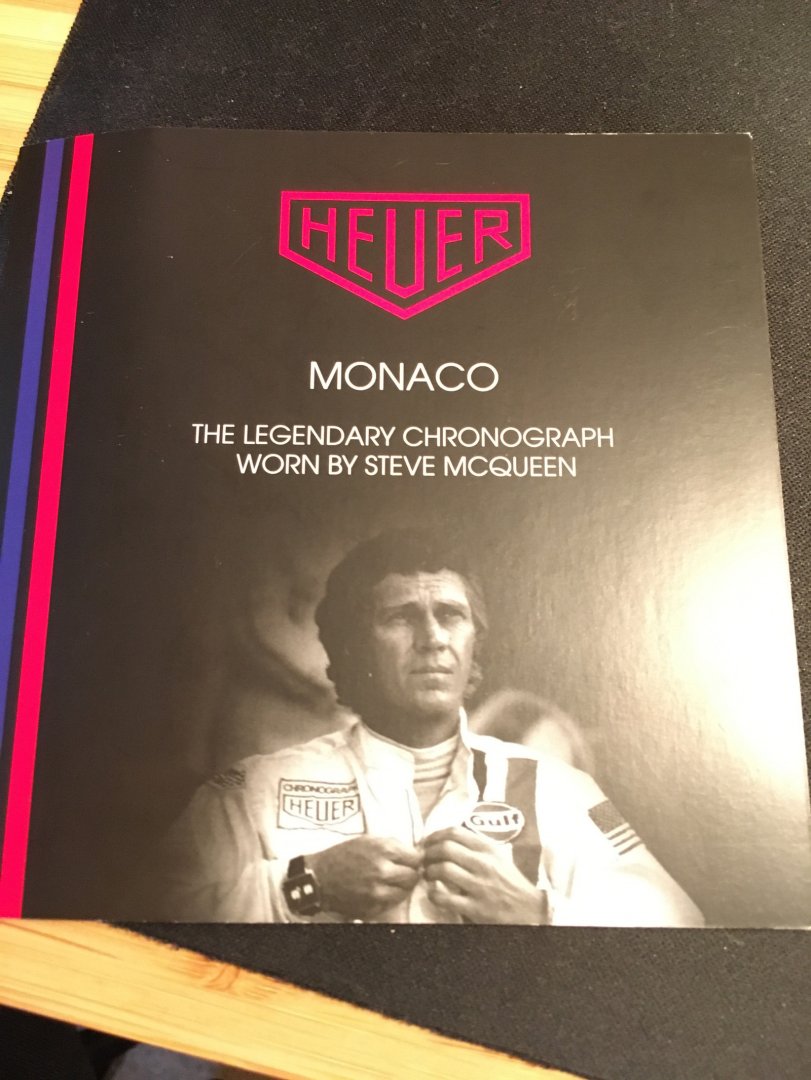 HEUER
MONACO
THE LEGENDARY CHRONOGRAPH
WORN BY STEVE MCQUEEN
CHRONOGRAPH
HEUER
Gulf